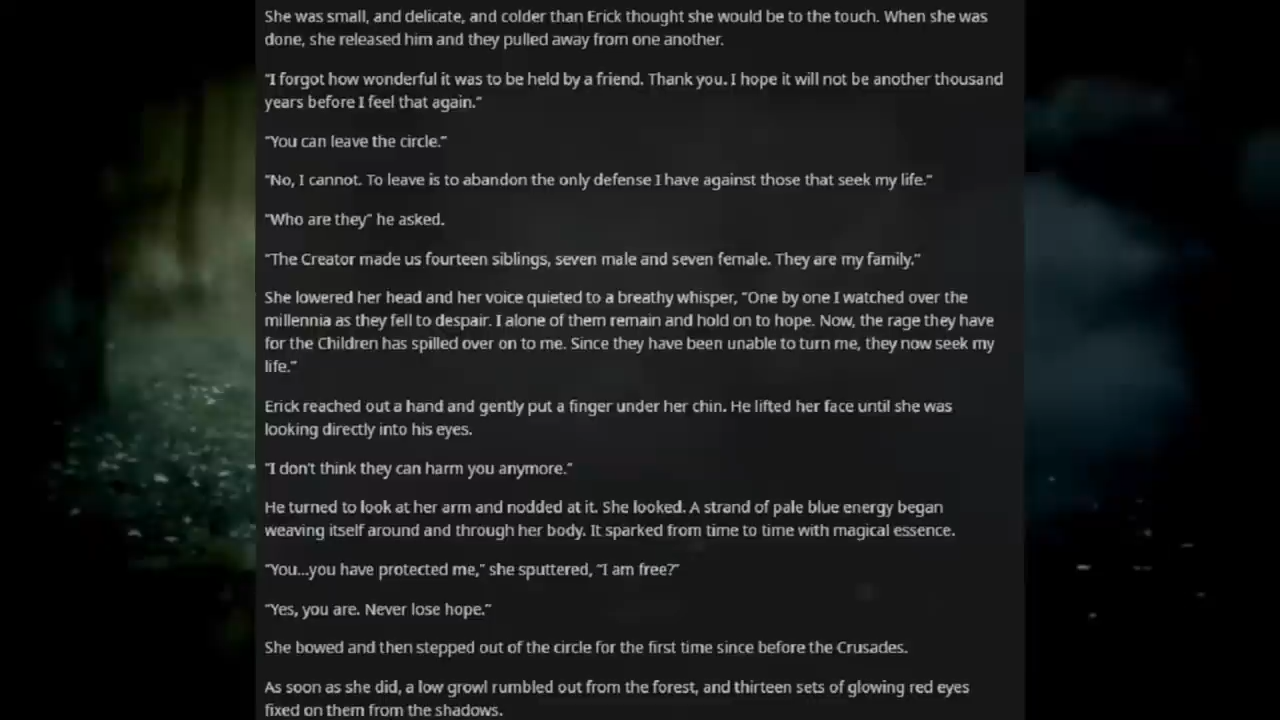 She was small, and delicate, and colder than Erick thought she would be to the touch. When she was
done, she released him and they pulled away from one another.
"I forgot how wonderful it was to be held by a friend. Thank you. I hope it will not be another thousand
years before I feel that again."
"You can leave the circle."
"No, I cannot. To leave is to abandon the only defense I have against those that seek my life."
"Who are they" he asked.
"The Creator made us fourteen siblings, seven male and seven female. They are my family."
She lowered her head and her voice quieted to a breathy whisper, "One by one I watched over the
millennia as they fell to despair. I alone of them remain and hold on to hope. Now, the rage they have
for the Children has spilled over on to me. Since they have been unable to turn me, they now seek my
life."
Erick reached out a hand and gently put a finger under her chin. He lifted her face until she was
looking directly into his eyes.
"I don't think they can harm you anymore."
He turned to look at her arm and nodded at it. She looked. A strand of pale blue energy began
weaving itself around and through her body. It sparked from time to time with magical essence.
"You...you have protected me," she sputtered, "I am free?"
"Yes, you are. Never lose hope."
She bowed and then stepped out of the circle for the first time since before the Crusades.
As soon as she did, a low growl rumbled out from the forest, and thirteen sets of glowing red eyes
fixed on them from the shadows.